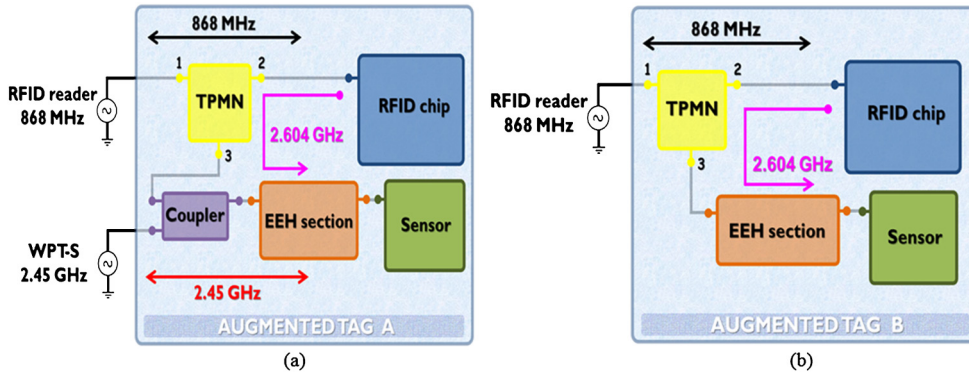 868 MHz
1
2
TPMN
3
RFID reader
868 MHz
RFID chip
2.604 GHz
Coupler
EEH section
Sensor
WPT-S
2.45 GHz
2.45 GHz
AUGMENTED TAG A
(a)
868 MHz
1
2
TPMN
3
RFID reader
868 MHz
RFID chip
2.604 GHz
EEH section
Sensor
AUGMENTED TAG B
(b)